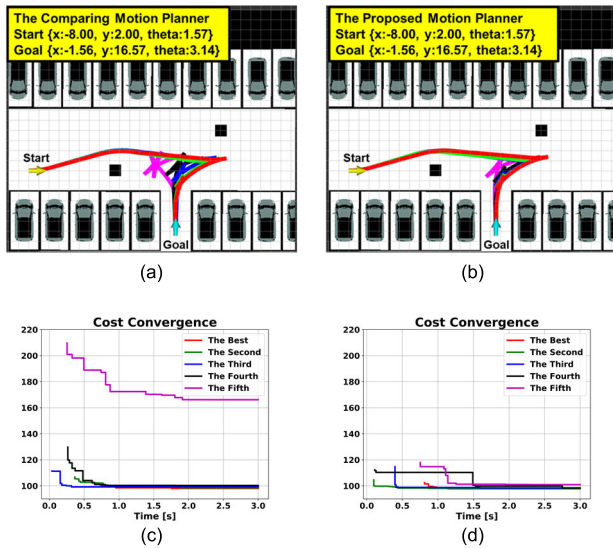 The Comparing Motion Planner
Start {x:-8.00, y:2.00, theta:1.57}
Goal {x:-1.56, y:16.57, theta:3.14}
Start
Goal
(a)
The Proposed Motion Planner
Start {x:-8.00, y:2.00, theta:1.57}
Goal {x:-1.56, y:16.57, theta:3.14}
Start
Goal
(b)
Cost Convergence
220
200
180
160
140
120
100
The Best
The Second
The Third
The Fourth
The Fifth
0.0 0.5 1.0 1.5 2.0 2.5 3.0
Time [s]
(c)
Cost Convergence
220
200
180
160
140
120
100
The Best
The Second
The Third
The Fourth
The Fifth
0.0 0.5 1.0 1.5 2.0 2.5 3.0
Time [s]
(d)